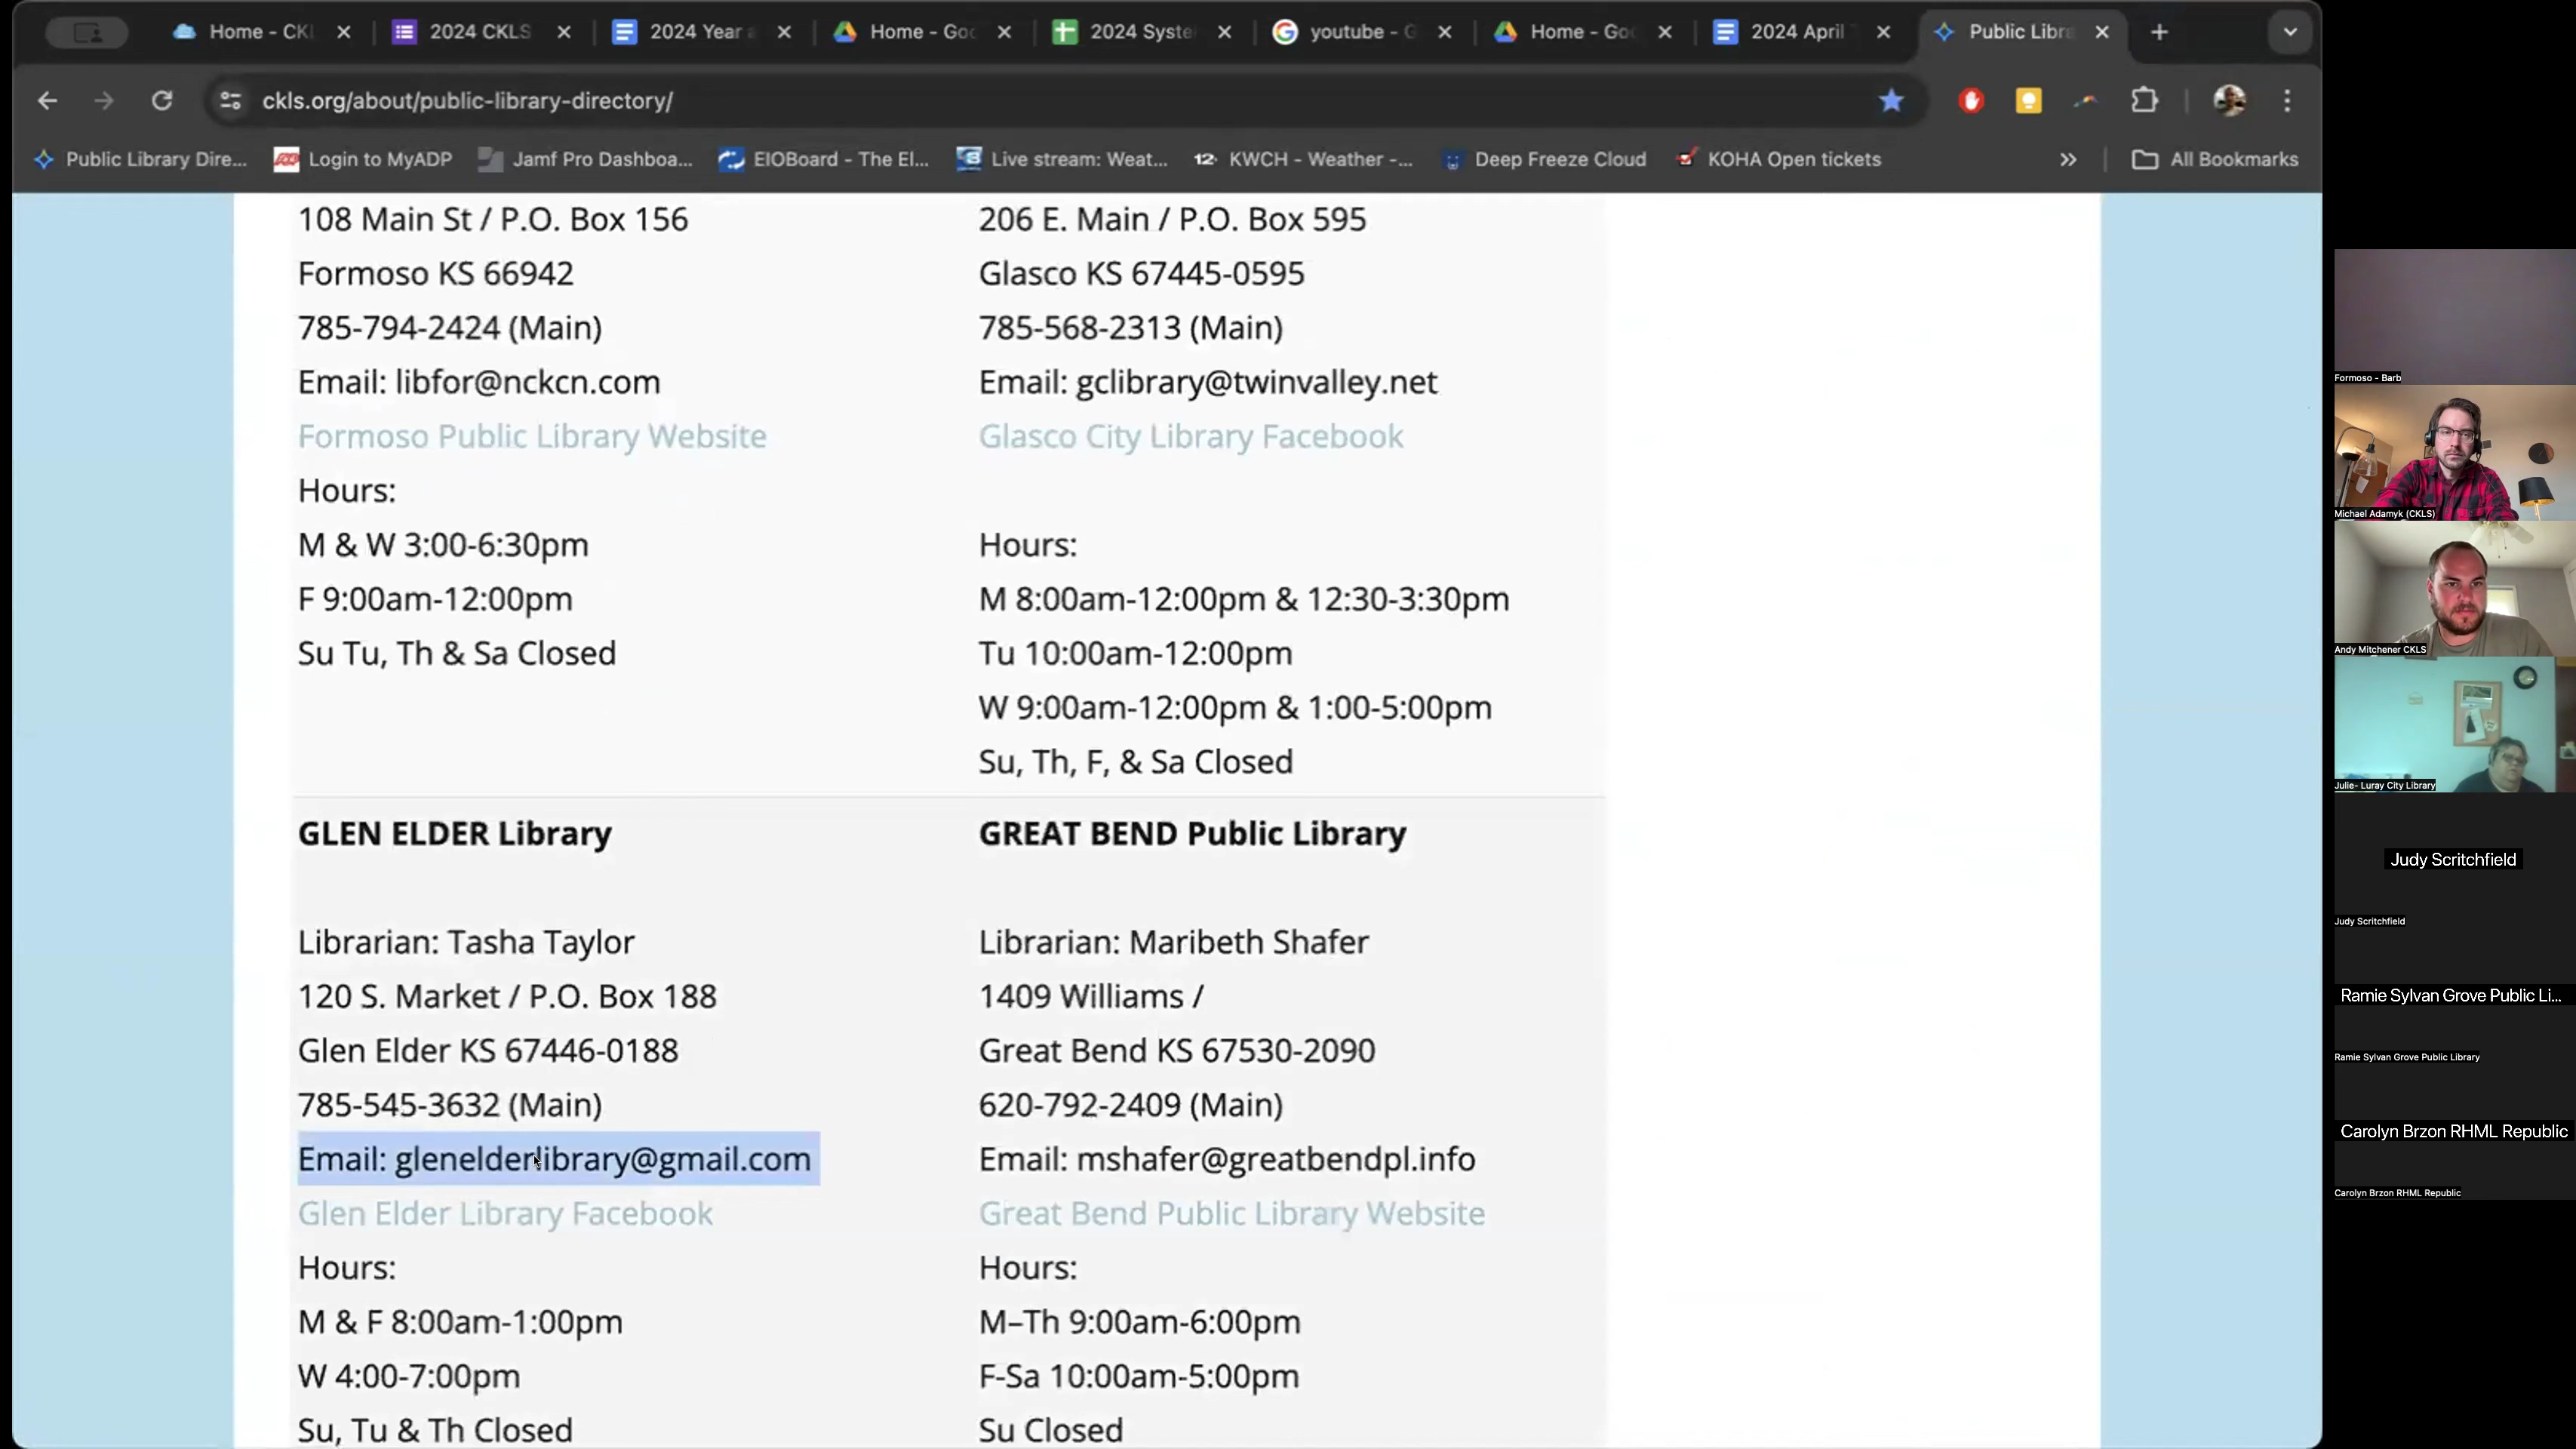 Home - CKL
2024 CKLS
2024 Year a
Home - Goo
2024 Syste
youtube - G
Home - Goo
2024 April
Public Libra
ckls.org/about/public-library-directory/
Public Library Dire...
Login to MyADP
Jamf Pro Dashboa...
EIOBoard - The El...
Live stream: Weat...
12 KWCH - Weather -...
Deep Freeze Cloud
KOHA Open tickets
All Bookmarks
108 Main St / P.O. Box 156
Formoso KS 66942
785-794-2424 (Main)
Email: libfor@nckcn.com
Formoso Public Library Website
Hours:
M & W 3:00-6:30pm
F 9:00am-12:00pm
Su Tu, Th & Sa Closed
206 E. Main / P.O. Box 595
Glasco KS 67445-0595
785-568-2313 (Main)
Email: gclibrary@twinvalley.net
Glasco City Library Facebook
Hours:
M 8:00am-12:00pm & 12:30-3:30pm
Tu 10:00am-12:00pm
W 9:00am-12:00pm & 1:00-5:00pm
Su, Th, F, & Sa Closed
GLEN ELDER Library
Librarian: Tasha Taylor
120 S. Market / P.O. Box 188
Glen Elder KS 67446-0188
785-545-3632 (Main)
Email: glenelderlibrary@gmail.com
Glen Elder Library Facebook
Hours:
M & F 8:00am-1:00pm
W 4:00-7:00pm
Su, Tu & Th Closed
GREAT BEND Public Library
Librarian: Maribeth Shafer
1409 Williams /
Great Bend KS 67530-2090
620-792-2409 (Main)
Email: mshafer@greatbendpl.info
Great Bend Public Library Website
Hours:
M–Th 9:00am-6:00pm
F-Sa 10:00am-5:00pm
Su Closed
Formoso - Barb
Michael Adamyk (CKLS)
Andy Mitchener CKLS
Julie- Luray City Library
Judy Scritchfield
Judy Scritchfield
Ramie Sylvan Grove Public Li...
Ramie Sylvan Grove Public Library
Carolyn Brzon RHML Republic
Carolyn Brzon RHML Republic